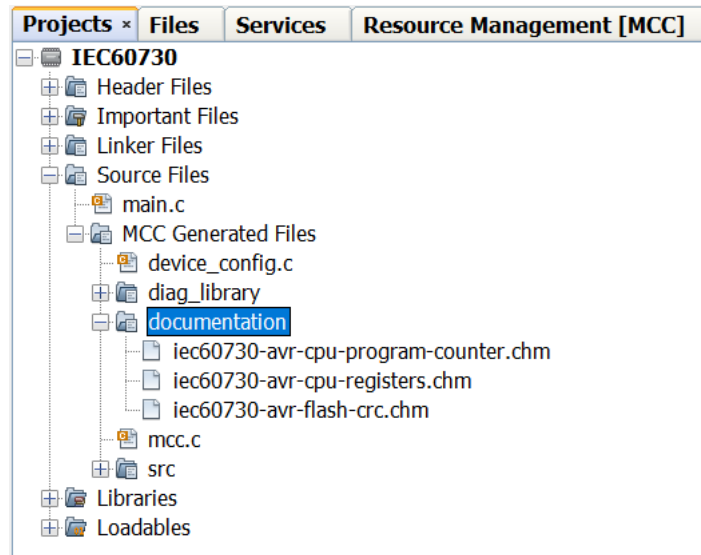 Projects × Files Services Resource Management [MCC]
IEC60730
Header Files
Important Files
Linker Files
Source Files
main.c
MCC Generated Files
device_config.c
diag_library
documentation
iec60730-avr-cpu-program-counter.chm
iec60730-avr-cpu-registers.chm
iec60730-avr-flash-crc.chm
mcc.c
src
Libraries
Loadables